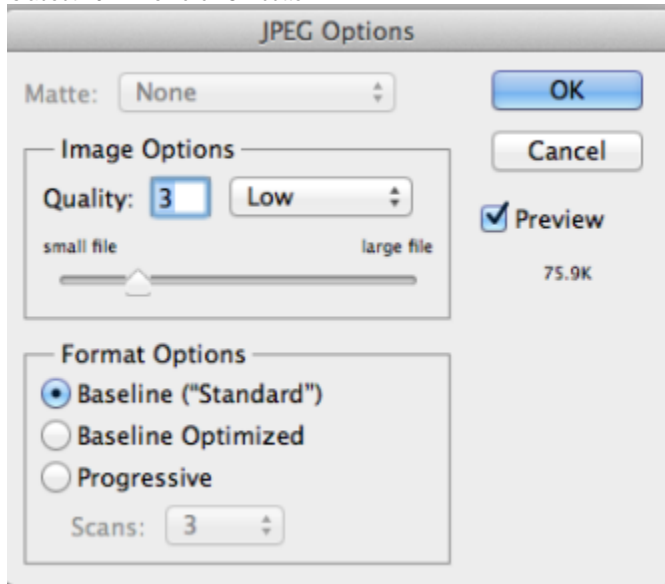 JPEG Options
Matte: None
OK
Image Options
Cancel
Quality: 3 Low
Preview
small file large file
75.9K
Format Options
Baseline ("Standard")
Baseline Optimized
Progressive
Scans: 3